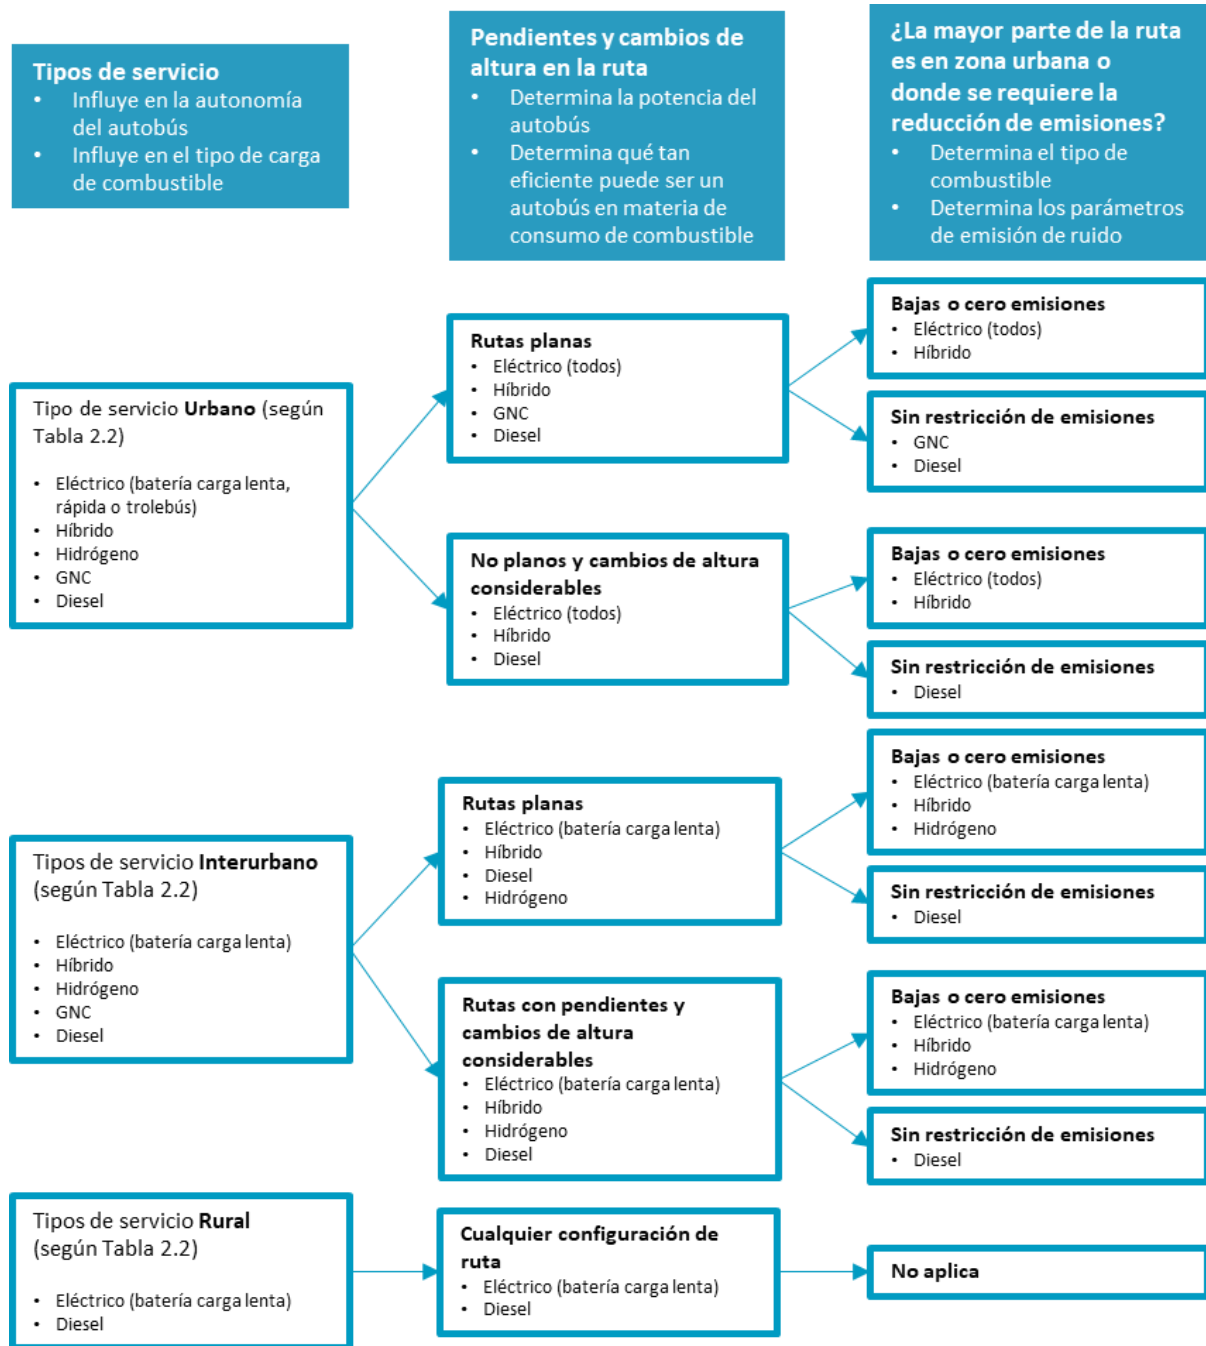 Tipos de servicio
• Influye en la autonomía
del autobús
• Influye en el tipo de carga
de combustible
Pendientes y cambios de
altura en la ruta
• Determina la potencia del
autobús
• Determina qué tan
eficiente puede ser un
autobús en materia de
consumo de combustible
¿La mayor parte de la ruta
es en zona urbana o
donde se requiere la
reducción de emisiones?
• Determina el tipo de
combustible
• Determina los parámetros
de emisión de ruido
Tipo de servicio Urbano (según
Tabla 2.2)
• Eléctrico (batería carga lenta,
rápida o trolebús)
• Híbrido
• Hidrógeno
• GNC
• Diesel
Rutas planas
• Eléctrico (todos)
• Híbrido
• GNC
• Diesel
Bajas o cero emisiones
• Eléctrico (todos)
• Híbrido
Sin restricción de emisiones
• GNC
• Diesel
No planos y cambios de altura
considerables
• Eléctrico (todos)
• Híbrido
• Diesel
Bajas o cero emisiones
• Eléctrico (todos)
• Híbrido
Sin restricción de emisiones
• Diesel
Tipos de servicio Interurbano
(según Tabla 2.2)
• Eléctrico (batería carga lenta)
• Híbrido
• Hidrógeno
• GNC
• Diesel
Rutas planas
• Eléctrico (batería carga lenta)
• Híbrido
• Diesel
• Hidrógeno
Bajas o cero emisiones
• Eléctrico (batería carga lenta)
• Híbrido
• Hidrógeno
Sin restricción de emisiones
• Diesel
Rutas con pendientes y
cambios de altura
considerables
• Eléctrico (batería carga lenta)
• Híbrido
• Hidrógeno
• Diesel
Bajas o cero emisiones
• Eléctrico (batería carga lenta)
• Híbrido
• Hidrógeno
Sin restricción de emisiones
• Diesel
Tipos de servicio Rural
(según Tabla 2.2)
• Eléctrico (batería carga lenta)
• Diesel
Cualquier configuración de
ruta
• Eléctrico (batería carga lenta)
• Diesel
No aplica